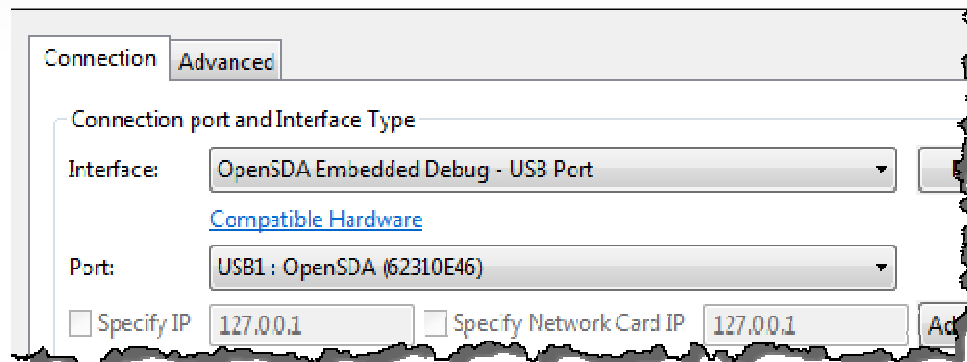 Connection Advanced
Connection port and Interface Type
Interface: OpenSDA Embedded Debug - USB Port
Compatible Hardware
Port: USB1 : OpenSDA (62310E46)
Specify IP 127.0.0.1 Specify Network Card IP 127.0.0.1